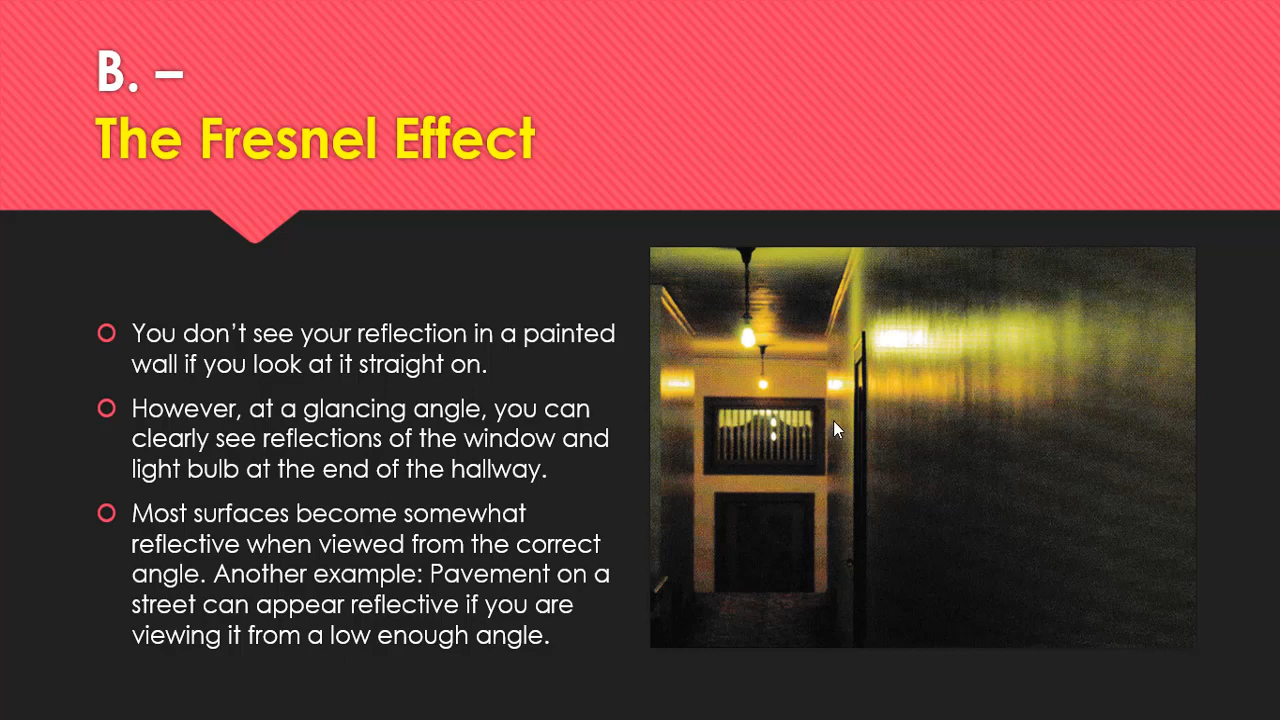 B. –
The Fresnel Effect
You don’t see your reflection in a painted
wall if you look at it straight on.
However, at a glancing angle, you can
clearly see reflections of the window and
light bulb at the end of the hallway.
Most surfaces become somewhat
reflective when viewed from the correct
angle. Another example: Pavement on a
street can appear reflective if you are
viewing it from a low enough angle.